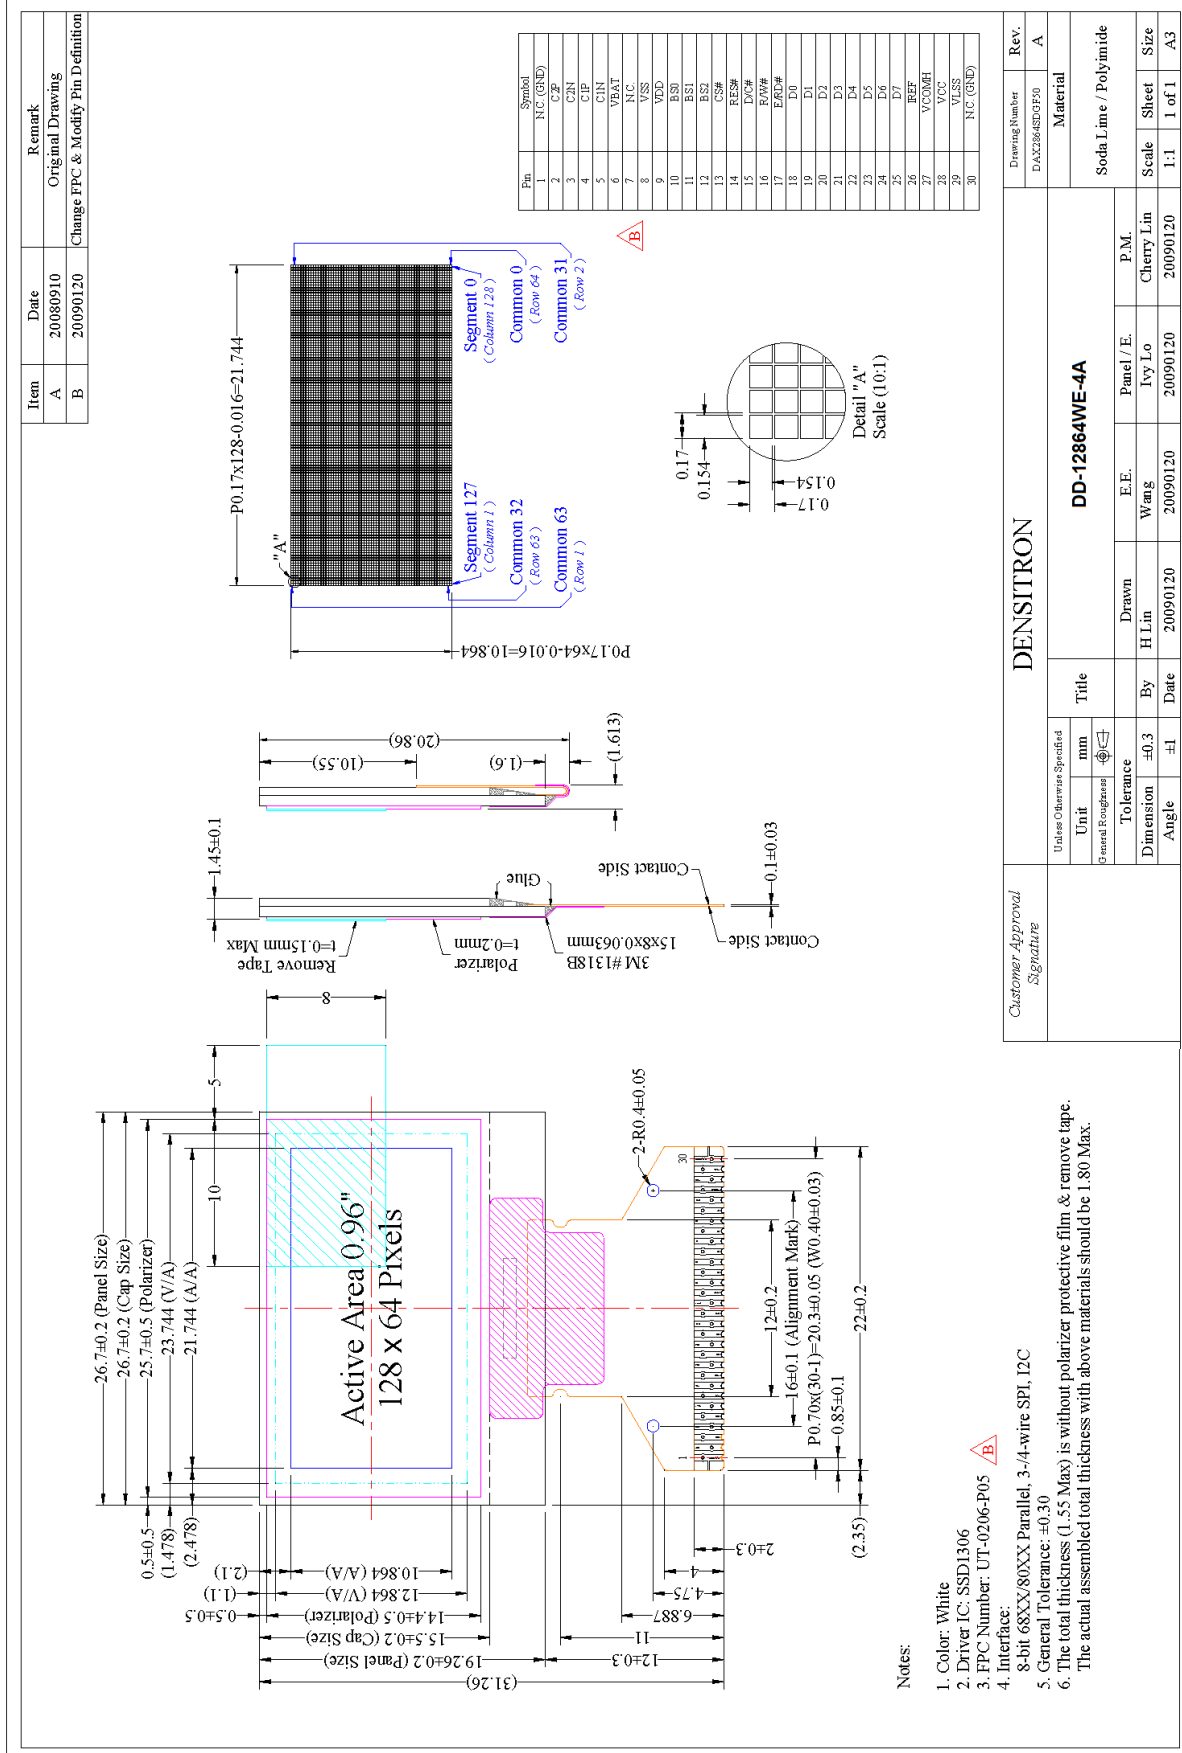 Item Date Remark
A 20080910 Original Drawing
B 20090120 Change FPC & Modify Pin Definition
26.7±0.2 (Panel Size)
26.7±0.2 (Cap Size)
25.7±0.5 (Polarizer)
23.744 (V/A)
21.744 (A/A)
0.5±0.5
(1.478)
(2.478)
10
5
8
Active Area 0.96"
128 x 64 Pixels
(2.1)
(1.1)
0.5±0.5
10.864 (A/A)
12.864 (V/A)
14.4±0.5 (Polarizer)
15.5±0.2 (Cap Size)
19.26±0.2 (Panel Size)
(31.26)
12±0.3
11
6.887
4.75
4
2±0.3
2-R0.4±0.05
12±0.2
16±0.1 (Alignment Mark)
P0.70x(30-1)=20.3±0.05 (W0.40±0.03)
0.85±0.1
22±0.2
(2.35)
1
30
1.45±0.1
Remove Tape
t=0.15mm Max
Polarizer
t=0.2mm
3M #1318B
15x8x0.063mm
Glue
Contact Side
Contact Side
0.1±0.03
(20.86)
(10.55)
(1.6)
(1.613)
P0.17x128-0.016=21.744
P0.17x64-0.016=10.864
"A"
Segment 127
( Column 1 )
Common 32
( Row 63 )
Common 63
( Row 1 )
Segment 0
( Column 128 )
Common 0
( Row 64 )
Common 31
( Row 2 )
0.17
0.154
0.154
0.17
Detail "A"
Scale (10:1)
B
Pin Symbol
1 N.C. (GND)
2 C2P
3 C2N
4 C1P
5 C1N
6 VBAT
7 N.C.
8 VSS
9 VDD
10 BS0
11 BS1
12 BS2
13 CS#
14 RES#
15 D/C#
16 R/W#
17 E/RD#
18 D0
19 D1
20 D2
21 D3
22 D4
23 D5
24 D6
25 D7
26 IREF
27 VCOMH
28 VCC
29 VLSS
30 N.C. (GND)
Notes:
1. Color: White
2. Driver IC: SSD1306
3. FPC Number: UT-0206-P05
B
4. Interface:
8-bit 68XX/80XX Parallel, 3-/4-wire SPI, I2C
5. General Tolerance: ±0.30
6. The total thickness (1.55 Max) is without polarizer protective film & remove tape.
The actual assembled total thickness with above materials should be 1.80 Max.
Customer Approval
Signature
DENSITRON
Drawing Number Rev.
DAX2864SDGF50 A
Unless Otherwise Specified
Unit mm
General Roughness
Tolerance
Dimension ±0.3
Angle ±1
Title
DD-12864WE-4A
Material
Soda Lime / Polyimide
Drawn E.E. Panel / E. P.M.
By H Lin Wang Ivy Lo Cherry Lin
Date 20090120 20090120 20090120 20090120
Scale Sheet Size
1:1 1 of 1 A3